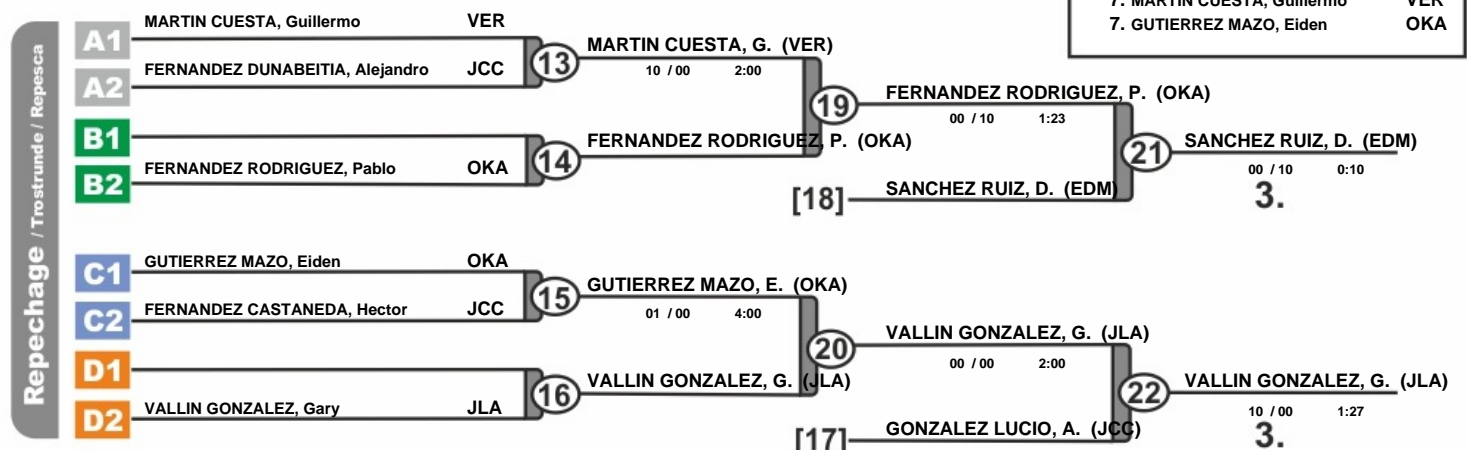 7. MARTIN CUESTA, Guillermo VER
7. GUTIERREZ MAZO, Eiden OKA
Repechage / Trostrunde / Repesca
A1 MARTIN CUESTA, Guillermo VER
A2 FERNANDEZ DUNABEITIA, Alejandro JCC
13 MARTIN CUESTA, G. (VER)
10 / 00 2:00
B1
B2 FERNANDEZ RODRIGUEZ, Pablo OKA
14 FERNANDEZ RODRIGUEZ, P. (OKA)
19 FERNANDEZ RODRIGUEZ, P. (OKA)
00 / 10 1:23
[18] SANCHEZ RUIZ, D. (EDM)
21 SANCHEZ RUIZ, D. (EDM)
00 / 10 0:10
3.
C1 GUTIERREZ MAZO, Eiden OKA
C2 FERNANDEZ CASTANEDA, Hector JCC
15 GUTIERREZ MAZO, E. (OKA)
01 / 00 4:00
D1
D2 VALLIN GONZALEZ, Gary JLA
16 VALLIN GONZALEZ, G. (JLA)
20 VALLIN GONZALEZ, G. (JLA)
00 / 00 2:00
[17] GONZALEZ LUCIO, A. (JCC)
22 VALLIN GONZALEZ, G. (JLA)
10 / 00 1:27
3.